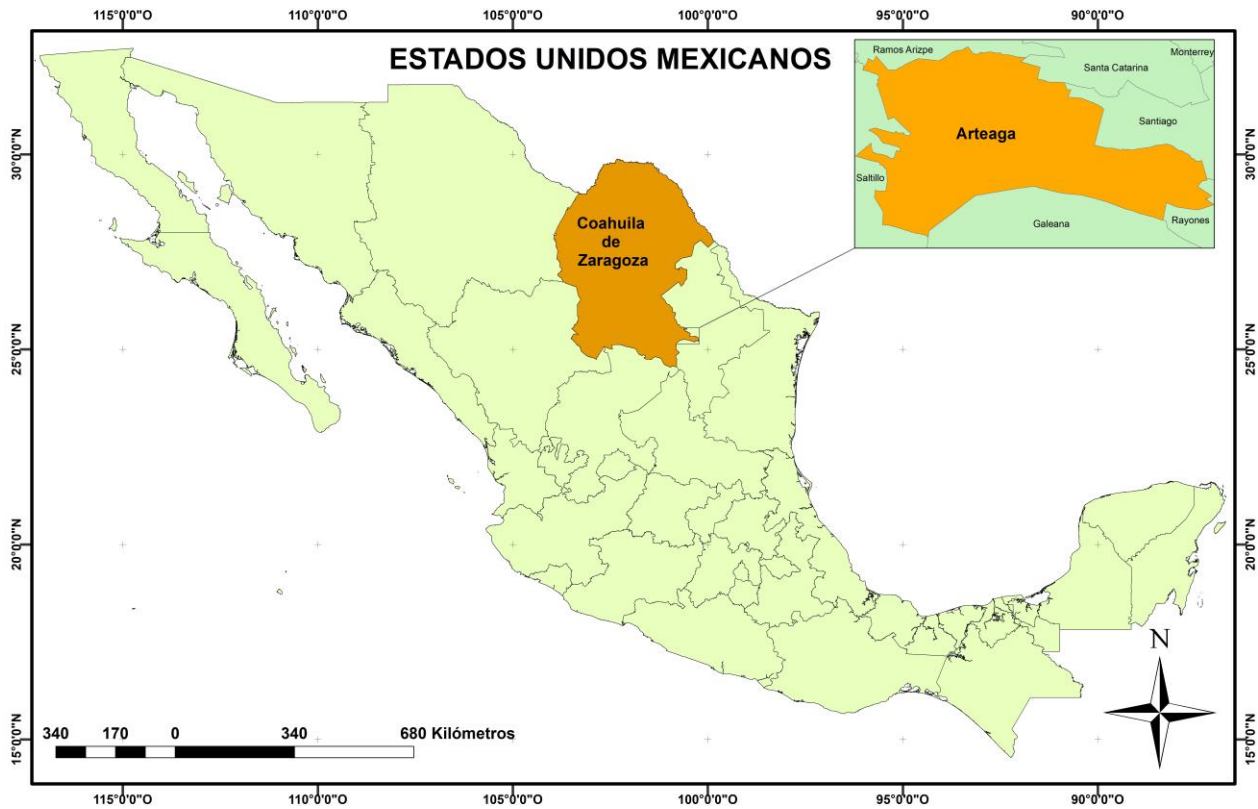 115°0'0"O 110°0'0"O 105°0'0"O 100°0'0"O 95°0'0"O 90°0'0"O
ESTADOS UNIDOS MEXICANOS
Ramos Arizpe
Monterrey
Santa Catarina
Santiago
Arteaga
Saltillo
Galeana
Rayones
30°0'0"N
30°0'0"N
Coahuila
de
Zaragoza
25°0'0"N
25°0'0"N
20°0'0"N
20°0'0"N
15°0'0"N
15°0'0"N
N
340 170 0 340 680 Kilómetros
115°0'0"O 110°0'0"O 105°0'0"O 100°0'0"O 95°0'0"O 90°0'0"O